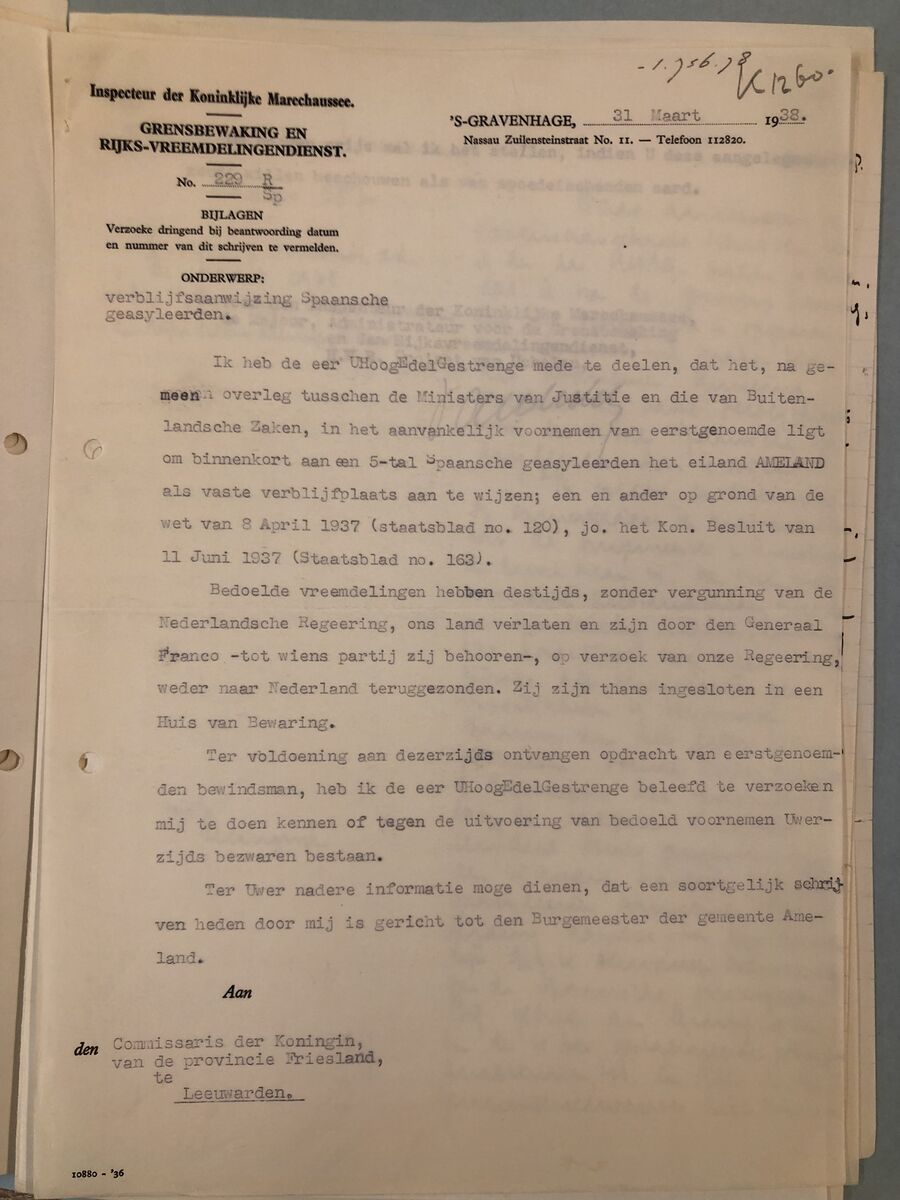 K 1260.
Inspecteur der Koninklijke Marechaussee.
GRENSBEWAKING EN
RIJKS-VREEMDELINGENDIENST.
No. 229 R
Sp
BIJLAGEN
Verzoeke dringend bij beantwoording datum
en nummer van dit schrijven te vermelden.
ONDERWERP:
verblijfsaanwijzing Spaansche
geasyleerden.
'S-GRAVENHAGE, 31 Maart 1938.
Nassau Zuilensteinstraat No. 11. — Telefoon 112820.
Ik heb de eer UHoogEdelGestrenge mede te deelen, dat het, na ge-
meen overleg tusschen de Ministers van Justitie en die van Buiten-
landsche Zaken, in het aanvankelijk voornemen van eerstgenoemde ligt
om binnenkort aan een 5-tal Spaansche geasyleerden het eiland AMELAND
als vaste verblijfplaats aan te wijzen; een en ander op grond van de
wet van 8 April 1937 (staatsblad no. 120), jo. het Kon. Besluit van
11 Juni 1937 (Staatsblad no. 163).
Bedoelde vreemdelingen hebben destijds, zonder vergunning van de
Nederlandsche Regeering, ons land verlaten en zijn door den Generaal
Franco -tot wiens partij zij behooren-, op verzoek van onze Regeering,
weder naar Nederland teruggezonden. Zij zijn thans ingesloten in een
Huis van Bewaring.
Ter voldoening aan dezerzijds ontvangen opdracht van eerstgenoem-
den bewindsman, heb ik de eer UHoogEdelGestrenge beleefd te verzoeken
mij te doen kennen of tegen de uitvoering van bedoeld voornemen Uwer-
zijds bezwaren bestaan.
Ter Uwer nadere informatie moge dienen, dat een soortgelijk schrij-
ven heden door mij is gericht tot den Burgemeester der gemeente Ame-
land.
Aan
den Commissaris der Koningin,
van de provincie Friesland,
te
Leeuwarden.
10880 - '36